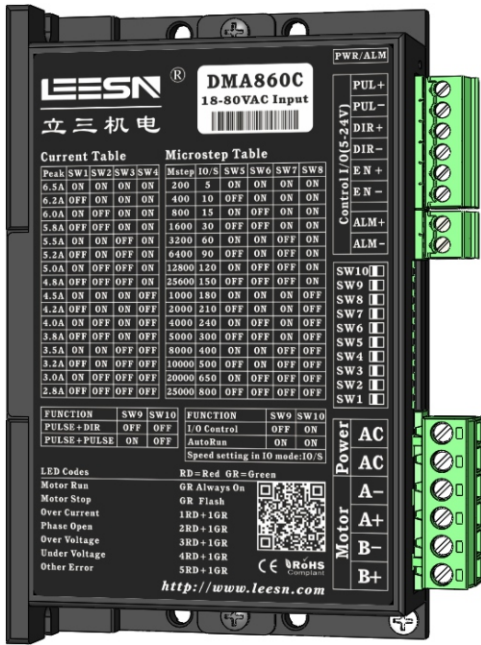 PWR/ALM
LEESN ®
立三机电
DMA860C
18-80VAC Input
Current Table
Peak SW1 SW2 SW3 SW4
6.5A ON ON ON ON
6.2A OFF ON ON ON
6.0A ON OFF ON ON
5.8A OFF OFF ON ON
5.5A ON ON OFF ON
5.2A OFF ON OFF ON
5.0A ON OFF OFF ON
4.8A OFF OFF OFF ON
4.5A ON ON ON OFF
4.2A OFF ON ON OFF
4.0A ON OFF ON OFF
3.8A OFF OFF ON OFF
3.5A ON ON OFF OFF
3.2A OFF ON OFF OFF
3.0A ON OFF OFF OFF
2.8A OFF OFF OFF OFF
Microstep Table
Mstep IO/S SW5 SW6 SW7 SW8
200 5 ON ON ON ON
400 10 OFF ON ON ON
800 15 ON OFF ON ON
1600 30 OFF OFF ON ON
3200 60 ON ON OFF ON
6400 90 OFF ON OFF ON
12800 120 ON OFF OFF ON
25600 150 OFF OFF OFF ON
1000 180 ON ON ON OFF
2000 210 OFF ON ON OFF
4000 240 ON OFF ON OFF
5000 300 OFF OFF ON OFF
8000 400 ON ON OFF OFF
10000 500 OFF ON OFF OFF
20000 650 ON OFF OFF OFF
25000 800 OFF OFF OFF OFF
FUNCTION SW9 SW10
PULSE+DIR OFF OFF
PULSE+PULSE ON OFF
FUNCTION SW9 SW10
I/O Control OFF ON
AutoRun ON ON
Speed setting in IO mode:IO/S
LED Codes RD=Red GR=Green
Motor Run GR Always On
Motor Stop GR Flash
Over Current 1RD+1GR
Phase Open 2RD+1GR
Over Voltage 3RD+1GR
Under Voltage 4RD+1GR
Other Error 5RD+1GR
CE RoHS
Compliant
http://www.leesn.com
Control I/O(5-24V)
PUL+
PUL-
DIR+
DIR-
EN+
EN-
ALM+
ALM-
SW10
SW9
SW8
SW7
SW6
SW5
SW4
SW3
SW2
SW1
Power
AC
AC
Motor
A-
A+
B-
B+